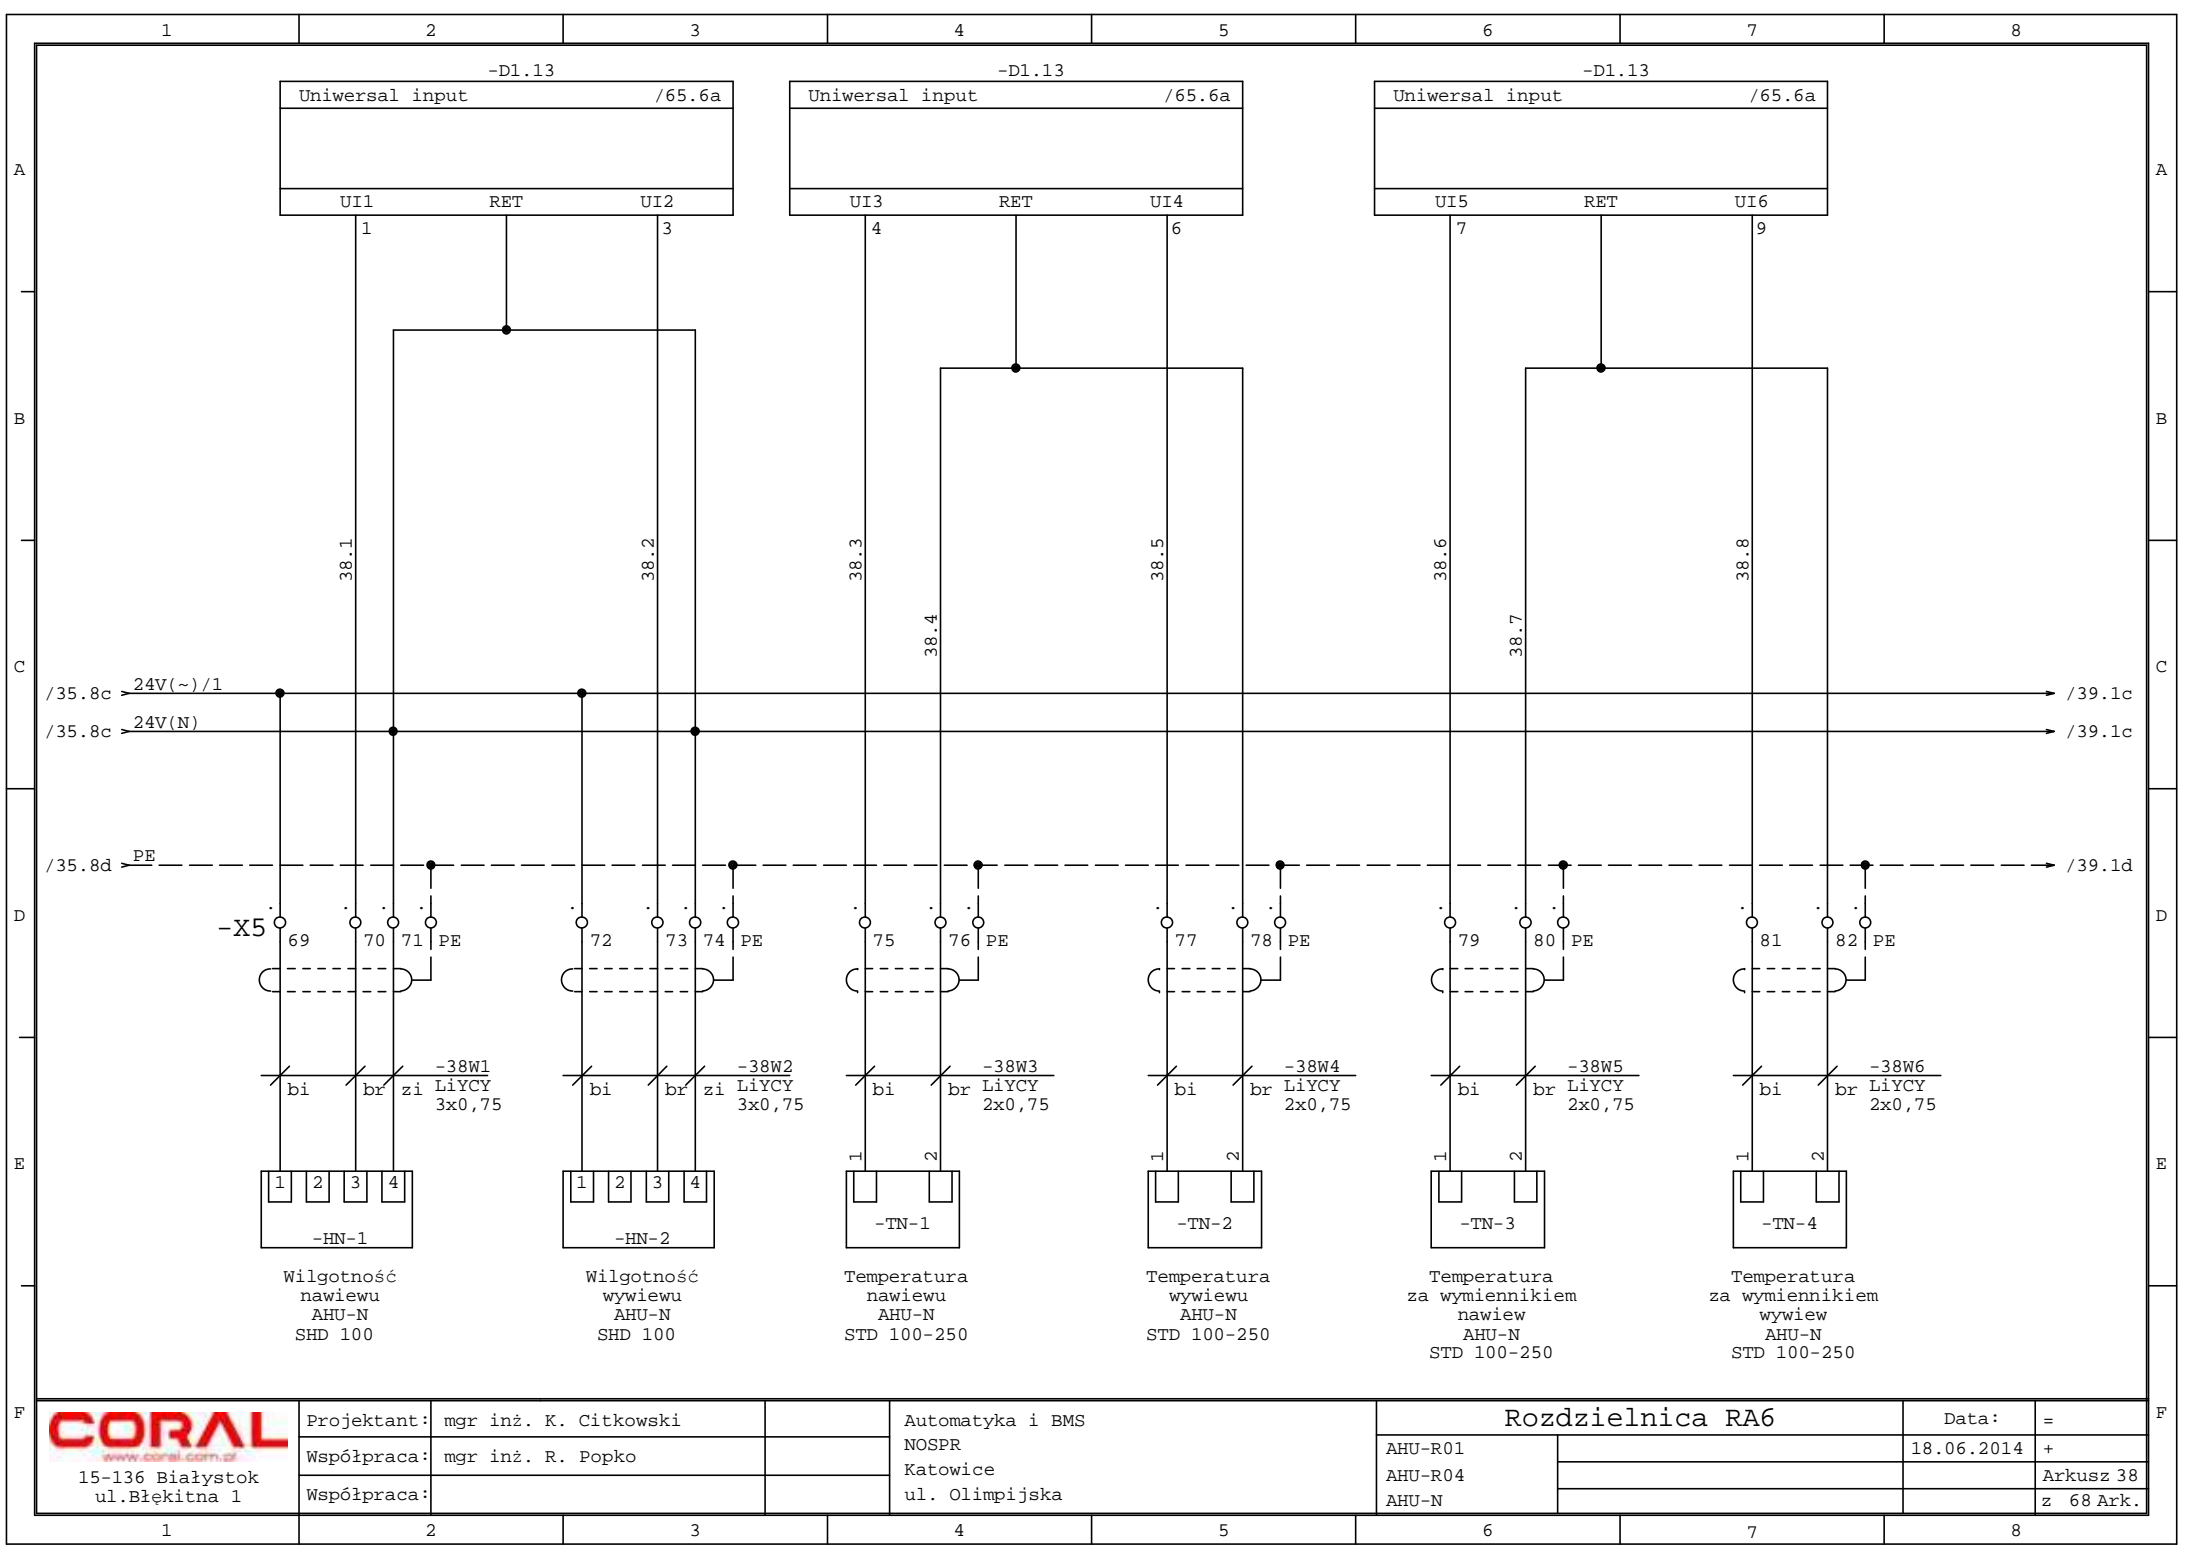 1 2 3 4 5 6 7 8
-D1.13 -D1.13 -D1.13
Uniwersal input /65.6a Uniwersal input /65.6a Uniwersal input /65.6a
A A
UI1 RET UI2 UI3 RET UI4 UI5 RET UI6
1 3 4 6 7 9
B B
38.1 38.2 38.3 38.5 38.6 38.8
38.4 38.7
C C
/35.8c 24V(~)/1 /39.1c
/35.8c 24V(N) /39.1c
/35.8d PE /39.1d
D D
-X5 69 70 71 PE 72 73 74 PE 75 76 PE 77 78 PE 79 80 PE 81 82 PE
-38W1 -38W2 -38W3 -38W4 -38W5 -38W6
bi br zi LiYCY bi br zi LiYCY bi br LiYCY bi br LiYCY bi br LiYCY bi br LiYCY
3x0,75 3x0,75 2x0,75 2x0,75 2x0,75 2x0,75
1 2 1 2 1 2 1 2
E E
1 2 3 4 1 2 3 4
-TN-1 -TN-2 -TN-3 -TN-4
-HN-1 -HN-2
Wilgotność Wilgotność Temperatura Temperatura Temperatura Temperatura
nawiewu wywiewu nawiewu wywiewu za wymiennikiem za wymiennikiem
AHU-N AHU-N AHU-N AHU-N nawiew wywiew
SHD 100 SHD 100 STD 100-250 STD 100-250 AHU-N AHU-N
STD 100-250 STD 100-250
F F
CORAL
www.coral.com.pl
15-136 Białystok
ul.Błękitna 1
Projektant: mgr inż. K. Citkowski
Współpraca: mgr inż. R. Popko
Współpraca:
Automatyka i BMS
NOSPR
Katowice
ul. Olimpijska
Rozdzielnica RA6
AHU-R01
AHU-R04
AHU-N
Data: =
18.06.2014 +
Arkusz 38
z 68 Ark.
1 2 3 4 5 6 7 8